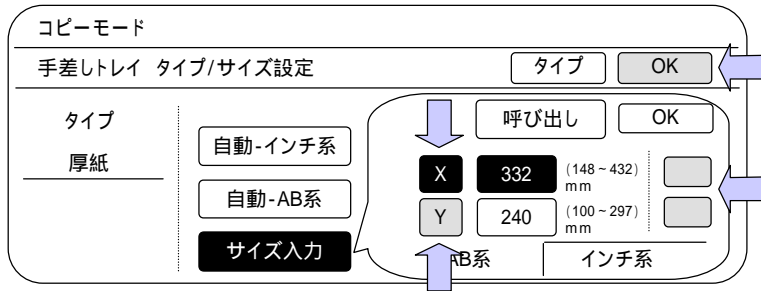 コピーモード
手差しトレイ タイプ/サイズ設定
タイプ
OK
タイプ
厚紙
自動-インチ系
自動-AB系
サイズ入力
呼び出し
OK
X
332
(148~432)
mm
Y
240
(100~297)
mm
AB系
インチ系